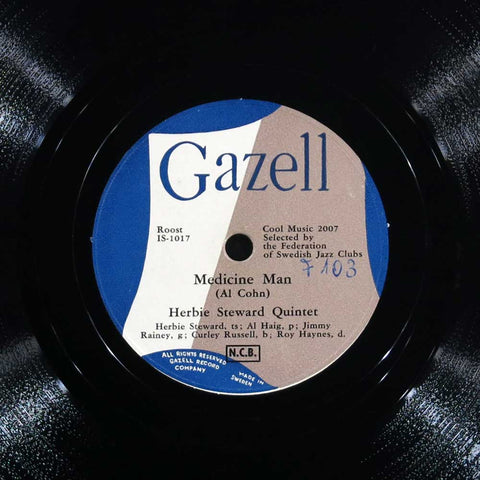 Gazell
Roost
IS-1017
Cool Music 2007
Selected by
the Federation
of Swedish Jazz Clubs
7103
Medicine Man
(Al Cohn)
Herbie Steward Quintet
Herbie Steward, ts; Al Haig, p; Jimmy
Rainey, g; Curley Russell, b; Roy Haynes, d.
N.C.B.
ALL RIGHTS RESERVED
GAZELL RECORD
COMPANY
MADE IN
SWEDEN